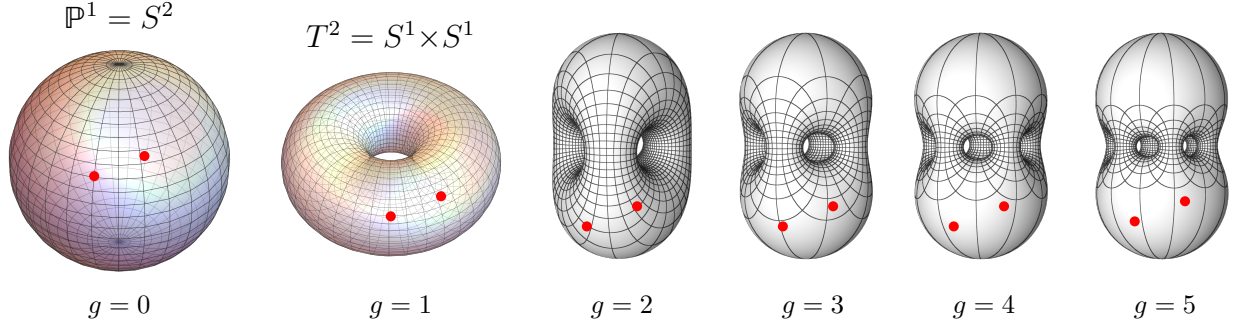 ℙ¹ = S²
T² = S¹×S¹
g = 0
g = 1
g = 2
g = 3
g = 4
g = 5